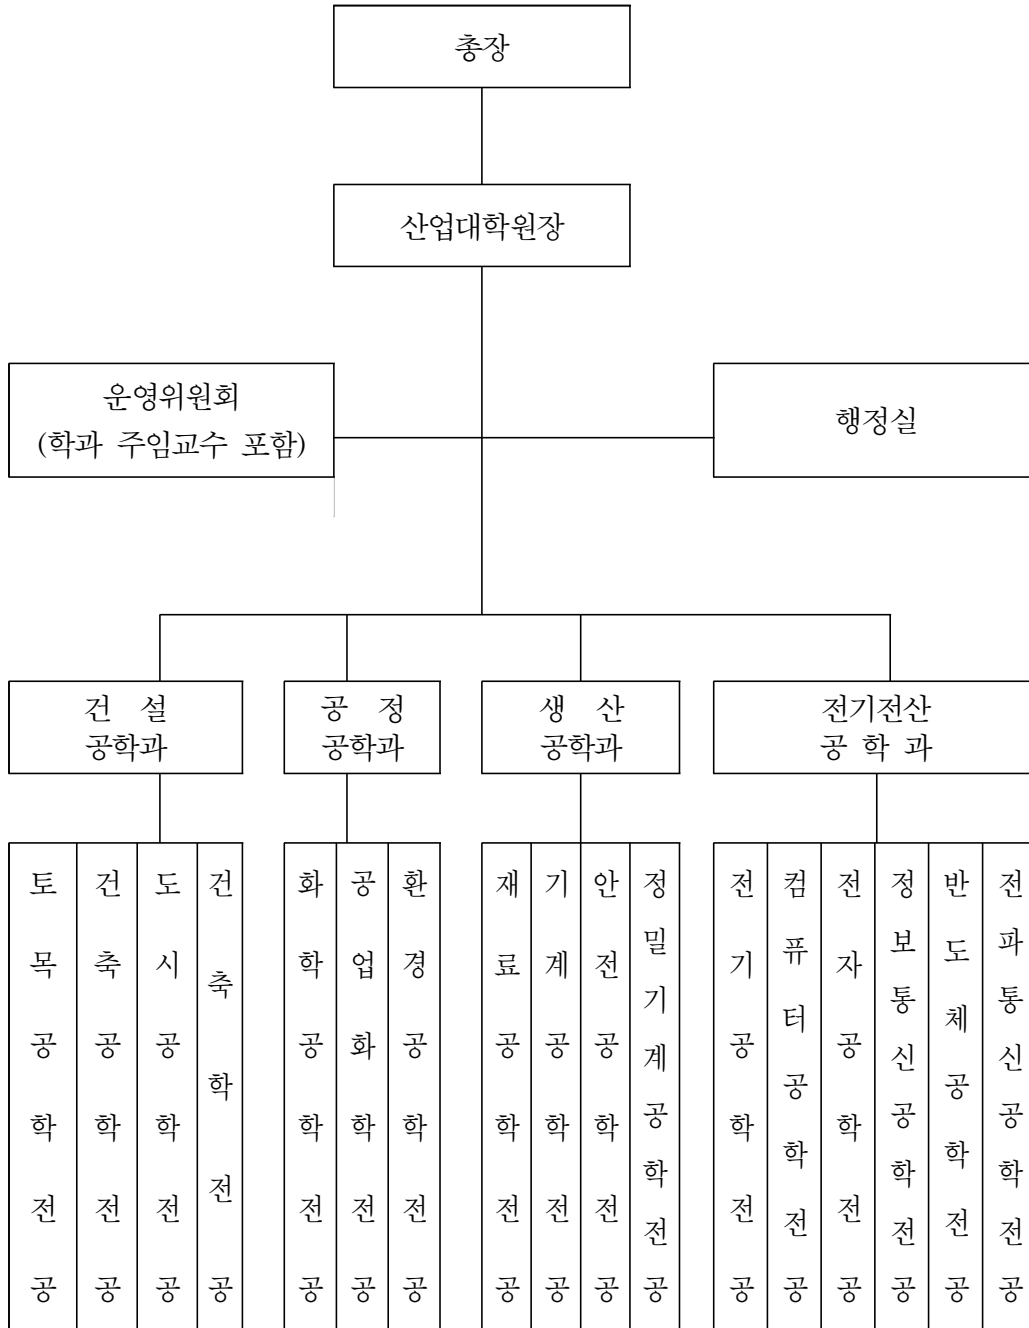 총장
산업대학원장
운영위원회
(학과 주임교수 포함)
행정실
건 설
공학과
공 정
공학과
생 산
공학과
전기전산
공 학 과
토목공학전공
건축공학전공
도시공학전공
건축학전공
화학공학전공
공업화학전공
환경공학전공
재료공학전공
기계공학전공
안전공학전공
정밀기계공학전공
전기공학전공
컴퓨터공학전공
전자공학전공
정보통신공학전공
반도체공학전공
전파통신공학전공